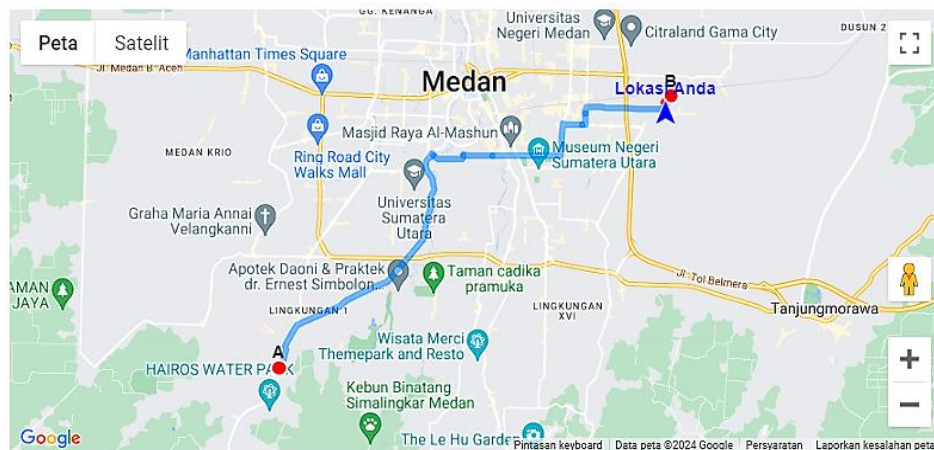 GG. KENANGA
Universitas
Negeri Medan
Citraland Gama City
DUSUN 2
Peta
Satelit
Manhattan Times Square
Jl. Medan B. Aceh
Medan
B
Lokasi Anda
Masjid Raya Al-Mashun
MEDAN KRIO
Ring Road City
Walks Mall
Museum Negeri
Sumatera Utara
Universitas
Sumatera
Utara
Graha Maria Annai
Velangkanni
Apotek Daoni & Praktek
dr. Ernest Simbolon...
Taman cadika
pramuka
Jl. Tol Belmera
AMAN
JAYA
LINGKUNGAN 1
LINGKUNGAN
XVI
Tanjungmorawa
Wisata Merci
Themepark and Resto
A
HAIROS WATER PARK
Kebun Binatang
Simalingkar Medan
The Le Hu Garden
Google
Pintasan keyboard
Data peta ©2024 Google
Persyaratan
Laporkan kesalahan peta